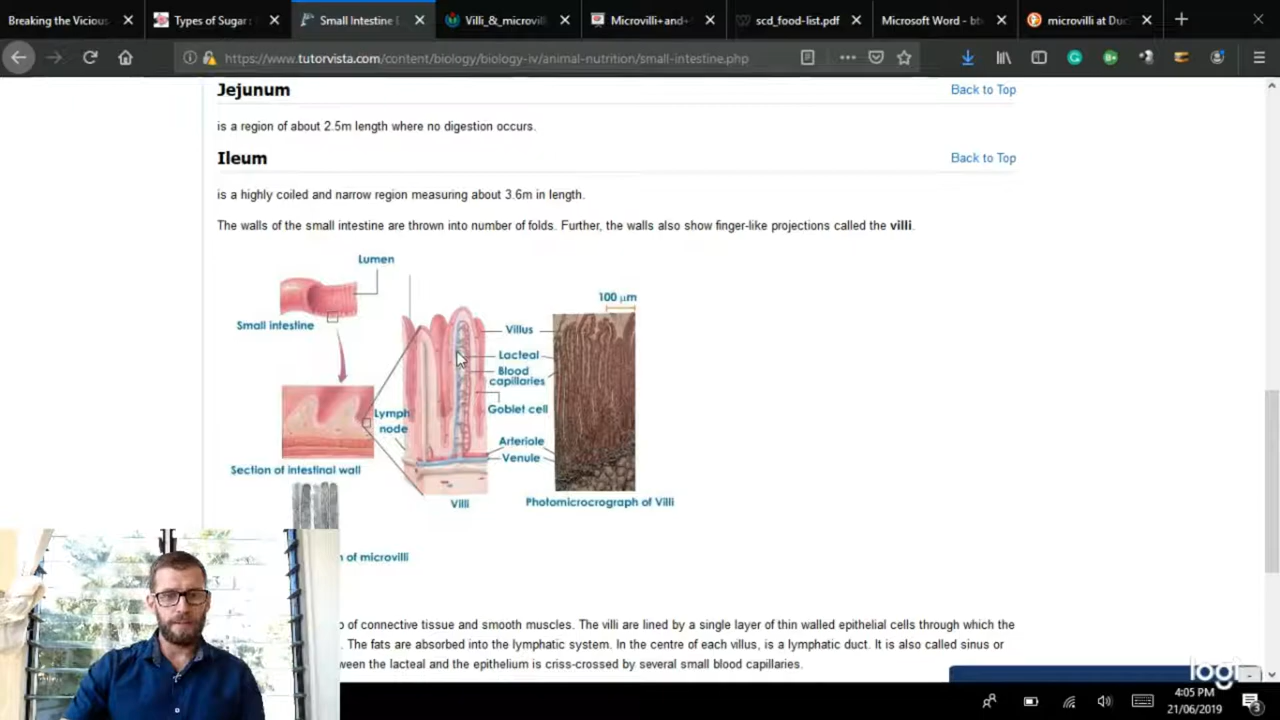 Breaking the Vicious
Types of Sugar
Small Intestine
Villi_&_microvilli
Microvilli+and+
scd_food-list.pdf
Microsoft Word -
microvilli at
https://www.tutorvista.com/content/biology/biology-iv/animal-nutrition/small-intestine.php
Jejunum
Back to Top
is a region of about 2.5m length where no digestion occurs.
Ileum
Back to Top
is a highly coiled and narrow region measuring about 3.6m in length.
The walls of the small intestine are thrown into number of folds. Further, the walls also show finger-like projections called the villi.
Lumen
100 μm
Small intestine
Villus
Lacteal
Blood
capillaries
Goblet cell
Lymph
node
Arteriole
Venule
Section of intestinal wall
Villi
Photomicrocrograph of Villi
of microvilli
of connective tissue and smooth muscles. The villi are lined by a single layer of thin walled epithelial cells through which the
. The fats are absorbed into the lymphatic system. In the centre of each villus, is a lymphatic duct. It is also called sinus or
ween the lacteal and the epithelium is criss-crossed by several small blood capillaries.
logi
4:05 PM
21/06/2019
3